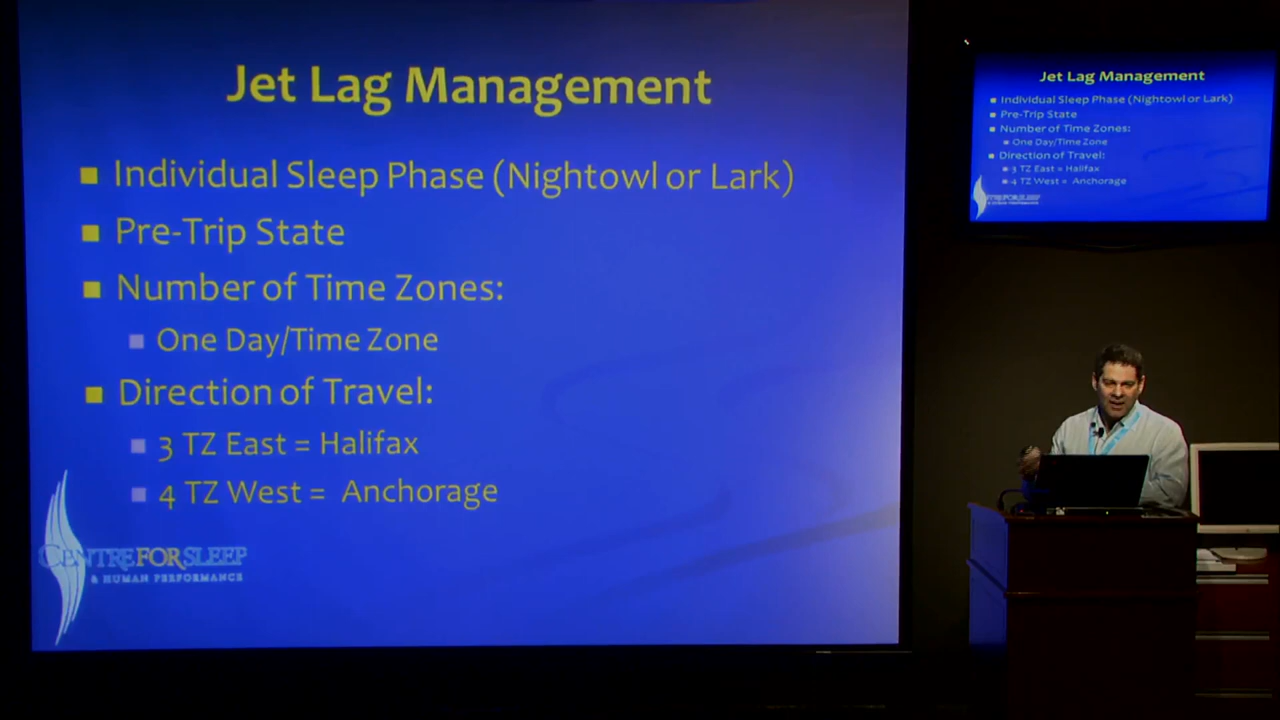 Jet Lag Management
Individual Sleep Phase (Nightowl or Lark)
Pre-Trip State
Number of Time Zones:
One Day/Time Zone
Direction of Travel:
3 TZ East = Halifax
4 TZ West = Anchorage
CENTRE FOR SLEEP
& HUMAN PERFORMANCE
Jet Lag Management
Individual Sleep Phase (Nightowl or Lark)
Pre-Trip State
Number of Time Zones:
One Day/Time Zone
Direction of Travel:
3 TZ East = Halifax
4 TZ West = Anchorage